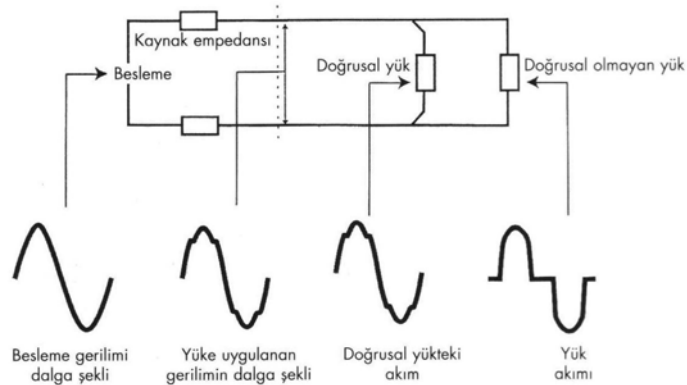 Kaynak empedansı
Besleme
Doğrusal yük
Doğrusal olmayan yük
Besleme gerilimi
dalga şekli
Yüke uygulanan
gerilimin dalga şekli
Doğrusal yükteki
akım
Yük
akımı